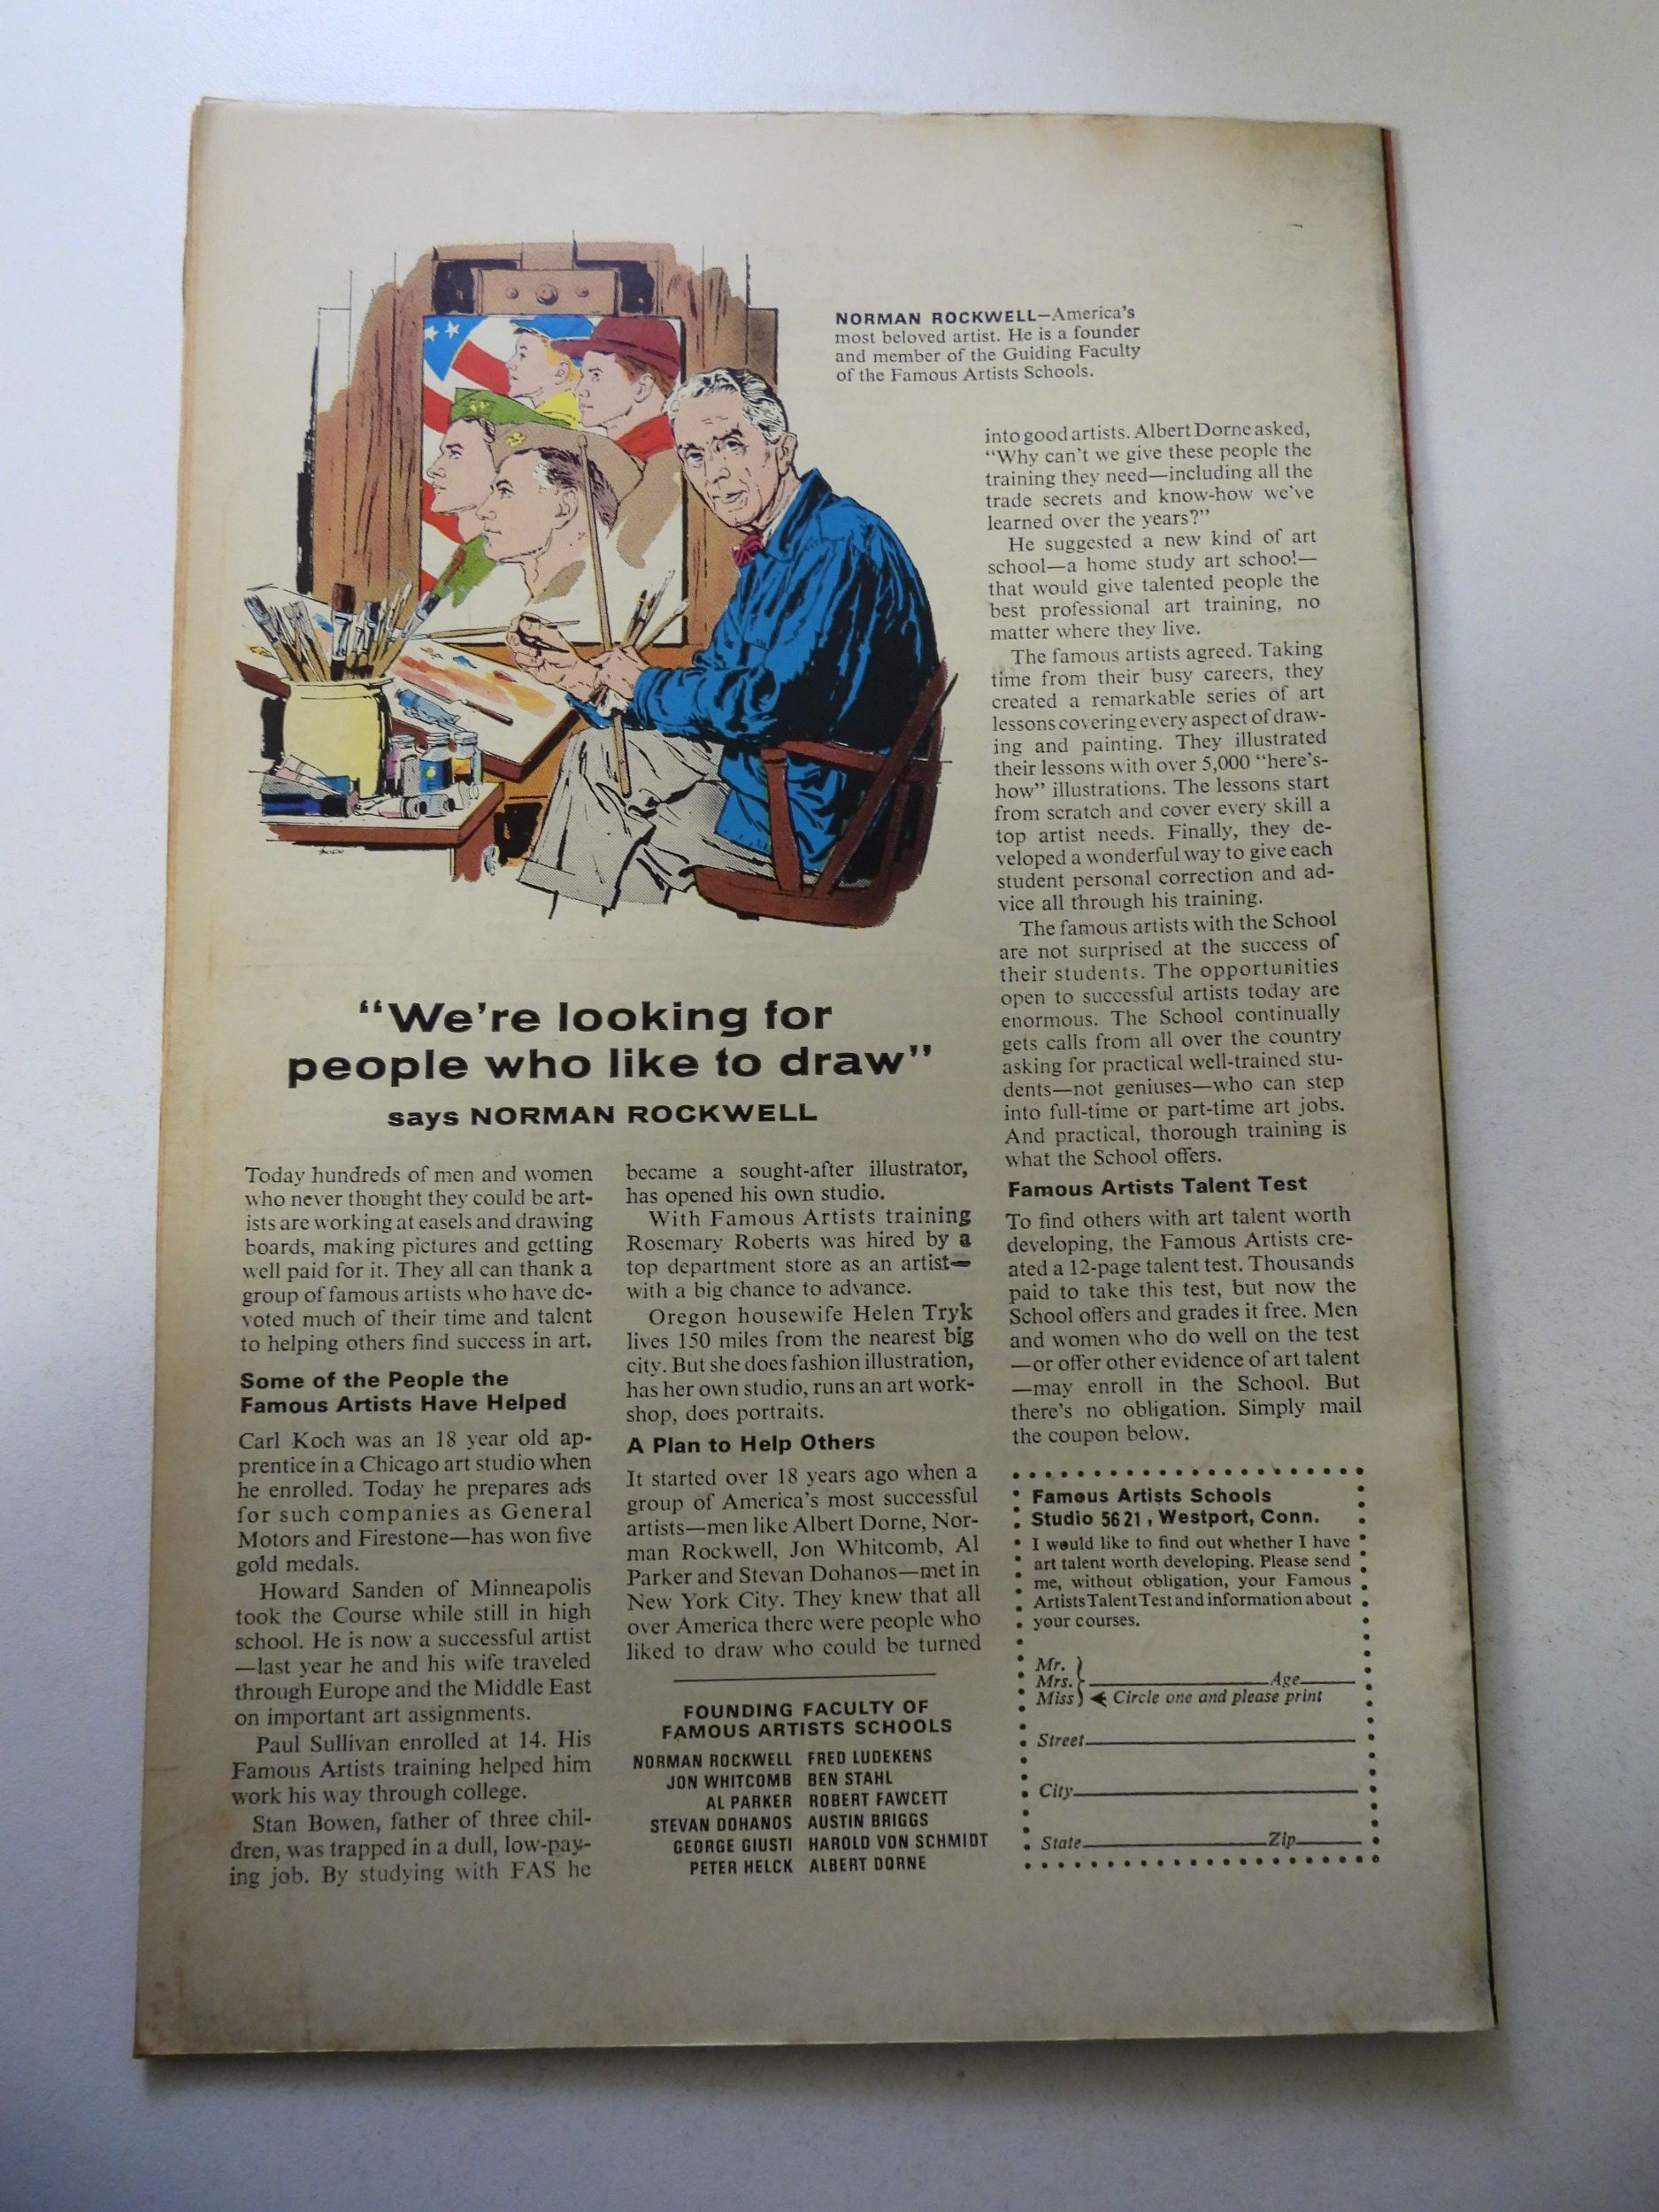 NORMAN ROCKWELL—America's
most beloved artist. He is a founder
and member of the Guiding Faculty
of the Famous Artists Schools.
"We're looking for
people who like to draw"
says NORMAN ROCKWELL
Today hundreds of men and women
who never thought they could be art-
ists are working at easels and drawing
boards, making pictures and getting
well paid for it. They all can thank a
group of famous artists who have de-
voted much of their time and talent
to helping others find success in art.
Some of the People the
Famous Artists Have Helped
Carl Koch was an 18 year old ap-
prentice in a Chicago art studio when
he enrolled. Today he prepares ads
for such companies as General
Motors and Firestone—has won five
gold medals.
Howard Sanden of Minneapolis
took the Course while still in high
school. He is now a successful artist
—last year he and his wife traveled
through Europe and the Middle East
on important art assignments.
Paul Sullivan enrolled at 14. His
Famous Artists training helped him
work his way through college.
Stan Bowen, father of three chil-
dren, was trapped in a dull, low-pay-
ing job. By studying with FAS he
became a sought-after illustrator,
has opened his own studio.
With Famous Artists training
Rosemary Roberts was hired by a
top department store as an artist—
with a big chance to advance.
Oregon housewife Helen Tryk
lives 150 miles from the nearest big
city. But she does fashion illustration,
has her own studio, runs an art work-
shop, does portraits.
A Plan to Help Others
It started over 18 years ago when a
group of America's most successful
artists—men like Albert Dorne, Nor-
man Rockwell, Jon Whitcomb, Al
Parker and Stevan Dohanos—met in
New York City. They knew that all
over America there were people who
liked to draw who could be turned
FOUNDING FACULTY OF
FAMOUS ARTISTS SCHOOLS
NORMAN ROCKWELL FRED LUDEKENS
JON WHITCOMB BEN STAHL
AL PARKER ROBERT FAWCETT
STEVAN DOHANOS AUSTIN BRIGGS
GEORGE GIUSTI HAROLD VON SCHMIDT
PETER HELCK ALBERT DORNE
into good artists. Albert Dorne asked,
"Why can't we give these people the
training they need—including all the
trade secrets and know-how we've
learned over the years?"
He suggested a new kind of art
school—a home study art school—
that would give talented people the
best professional art training, no
matter where they live.
The famous artists agreed. Taking
time from their busy careers, they
created a remarkable series of art
lessons covering every aspect of draw-
ing and painting. They illustrated
their lessons with over 5,000 "here's-
how" illustrations. The lessons start
from scratch and cover every skill a
top artist needs. Finally, they de-
veloped a wonderful way to give each
student personal correction and ad-
vice all through his training.
The famous artists with the School
are not surprised at the success of
their students. The opportunities
open to successful artists today are
enormous. The School continually
gets calls from all over the country
asking for practical well-trained stu-
dents—not geniuses—who can step
into full-time or part-time art jobs.
And practical, thorough training is
what the School offers.
Famous Artists Talent Test
To find others with art talent worth
developing, the Famous Artists cre-
ated a 12-page talent test. Thousands
paid to take this test, but now the
School offers and grades it free. Men
and women who do well on the test
—or offer other evidence of art talent
—may enroll in the School. But
there's no obligation. Simply mail
the coupon below.
Famous Artists Schools
Studio 5621, Westport, Conn.
I would like to find out whether I have
art talent worth developing. Please send
me, without obligation, your Famous
Artists Talent Test and information about
your courses.
Mr.
Mrs. Age
Miss Circle one and please print
Street
City
State Zip